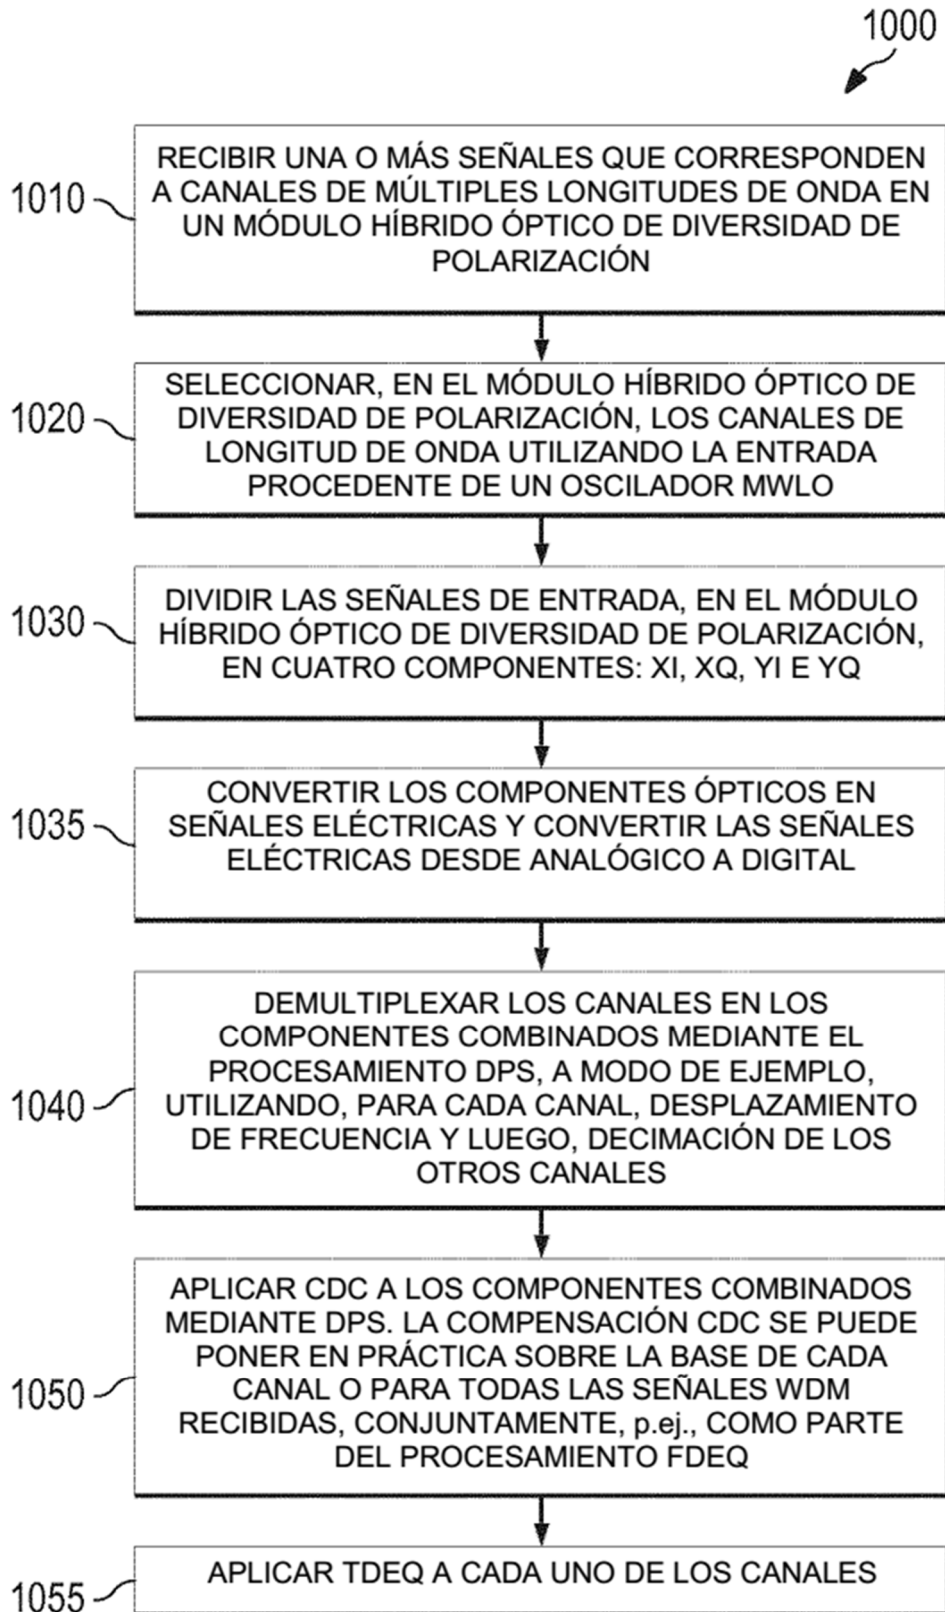 1000
1010
RECIBIR UNA O MÁS SEÑALES QUE CORRESPONDEN
A CANALES DE MÚLTIPLES LONGITUDES DE ONDA EN
UN MÓDULO HÍBRIDO ÓPTICO DE DIVERSIDAD DE
POLARIZACIÓN
1020
SELECCIONAR, EN EL MÓDULO HÍBRIDO ÓPTICO DE
DIVERSIDAD DE POLARIZACIÓN, LOS CANALES DE
LONGITUD DE ONDA UTILIZANDO LA ENTRADA
PROCEDENTE DE UN OSCILADOR MWLO
1030
DIVIDIR LAS SEÑALES DE ENTRADA, EN EL MÓDULO
HÍBRIDO ÓPTICO DE DIVERSIDAD DE POLARIZACIÓN,
EN CUATRO COMPONENTES: XI, XQ, YI E YQ
1035
CONVERTIR LOS COMPONENTES ÓPTICOS EN
SEÑALES ELÉCTRICAS Y CONVERTIR LAS SEÑALES
ELÉCTRICAS DESDE ANALÓGICO A DIGITAL
1040
DEMULTIPLEXAR LOS CANALES EN LOS
COMPONENTES COMBINADOS MEDIANTE EL
PROCESAMIENTO DPS, A MODO DE EJEMPLO,
UTILIZANDO, PARA CADA CANAL, DESPLAZAMIENTO
DE FRECUENCIA Y LUEGO, DECIMACIÓN DE LOS
OTROS CANALES
1050
APLICAR CDC A LOS COMPONENTES COMBINADOS
MEDIANTE DPS. LA COMPENSACIÓN CDC SE PUEDE
PONER EN PRÁCTICA SOBRE LA BASE DE CADA
CANAL O PARA TODAS LAS SEÑALES WDM
RECIBIDAS, CONJUNTAMENTE, p.ej., COMO PARTE
DEL PROCESAMIENTO FDEQ
1055
APLICAR TDEQ A CADA UNO DE LOS CANALES